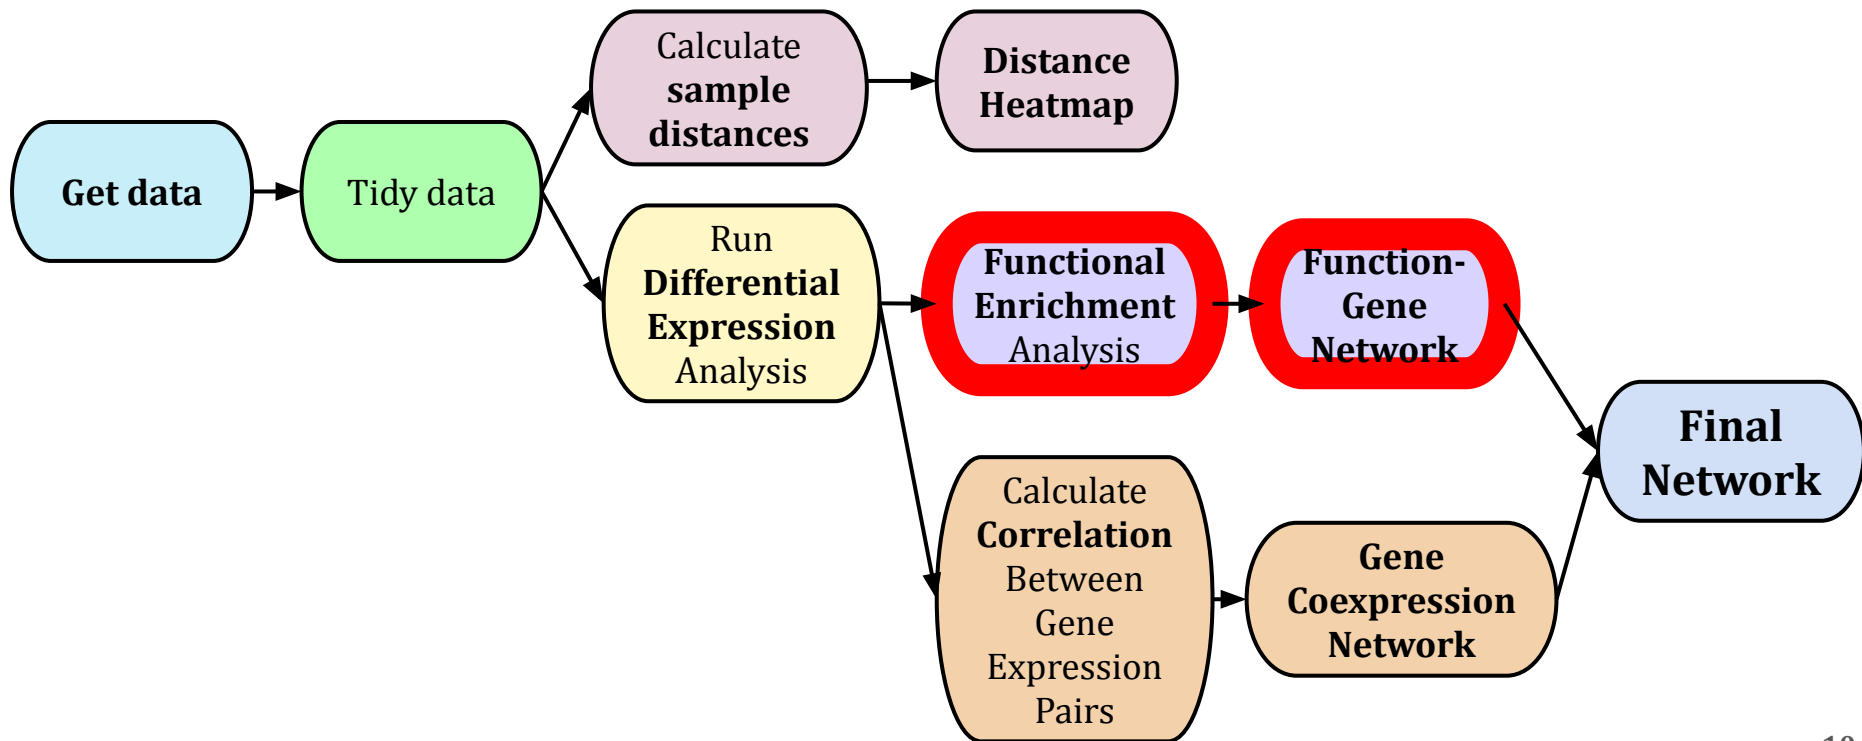 Get data
Tidy data
Calculate
sample
distances
Distance
Heatmap
Run
Differential
Expression
Analysis
Functional
Enrichment
Analysis
Function-
Gene
Network
Calculate
Correlation
Between
Gene
Expression
Pairs
Gene
Coexpression
Network
Final
Network